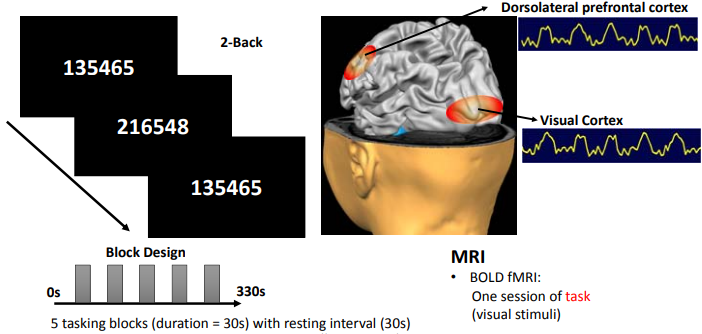 Dorsolateral prefrontal cortex
2-Back
135465
216548
135465
Visual Cortex
Block Design
0s
330s
5 tasking blocks (duration = 30s) with resting interval (30s)
MRI
• BOLD fMRI:
One session of task
(visual stimuli)